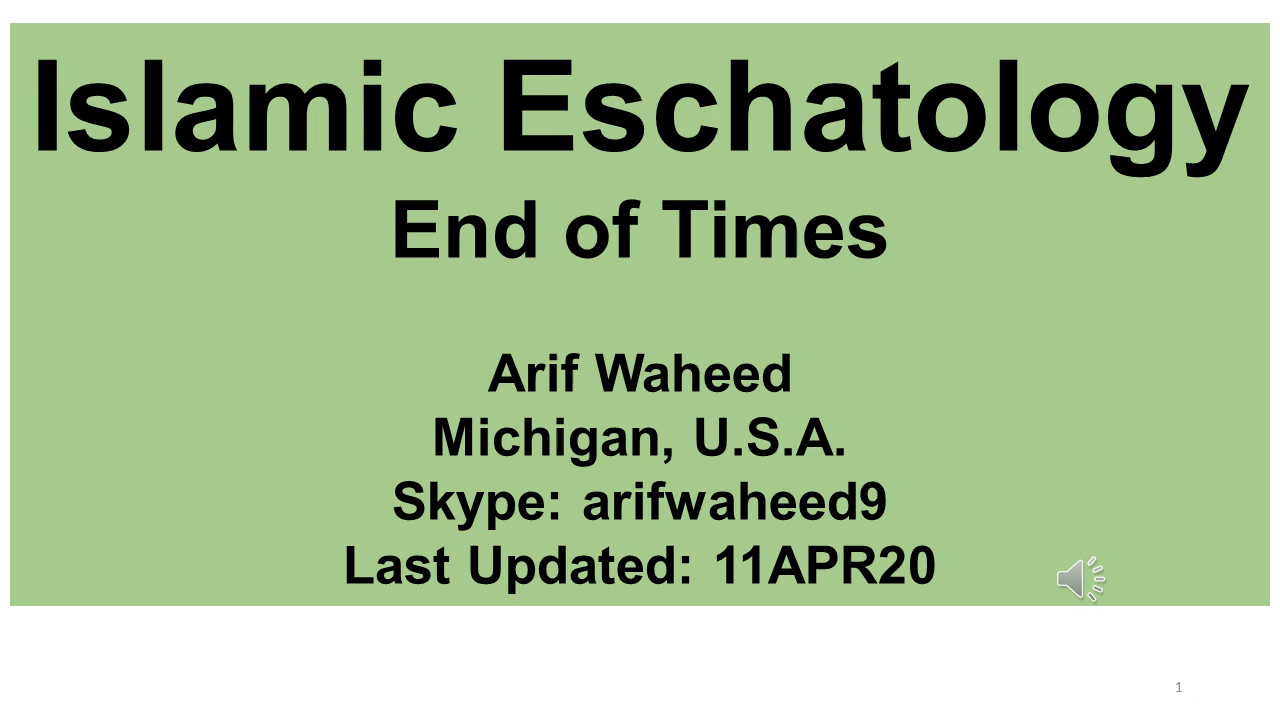 Islamic Eschatology
End of Times
Arif Waheed
Michigan, U.S.A.
Skype: arifwaheed9
Last Updated: 11APR20
1